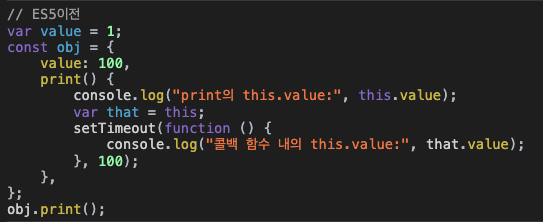 // ES5이전
var value = 1;
const obj = {
    value: 100,
    print() {
        console.log("print의 this.value:", this.value);
        var that = this;
        setTimeout(function () {
            console.log("콜백 함수 내의 this.value:", that.value);
        }, 100);
    },
};
obj.print();